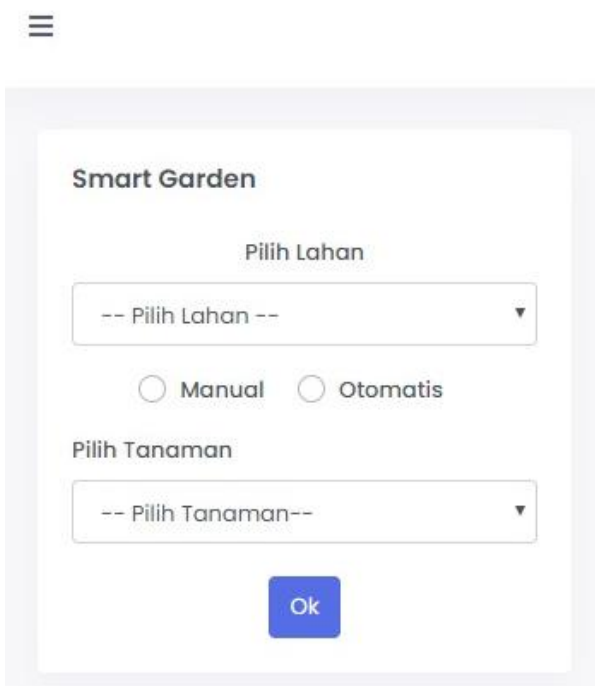 Smart Garden
Pilih Lahan
-- Pilih Lahan --
Manual Otomatis
Pilih Tanaman
-- Pilih Tanaman--
Ok